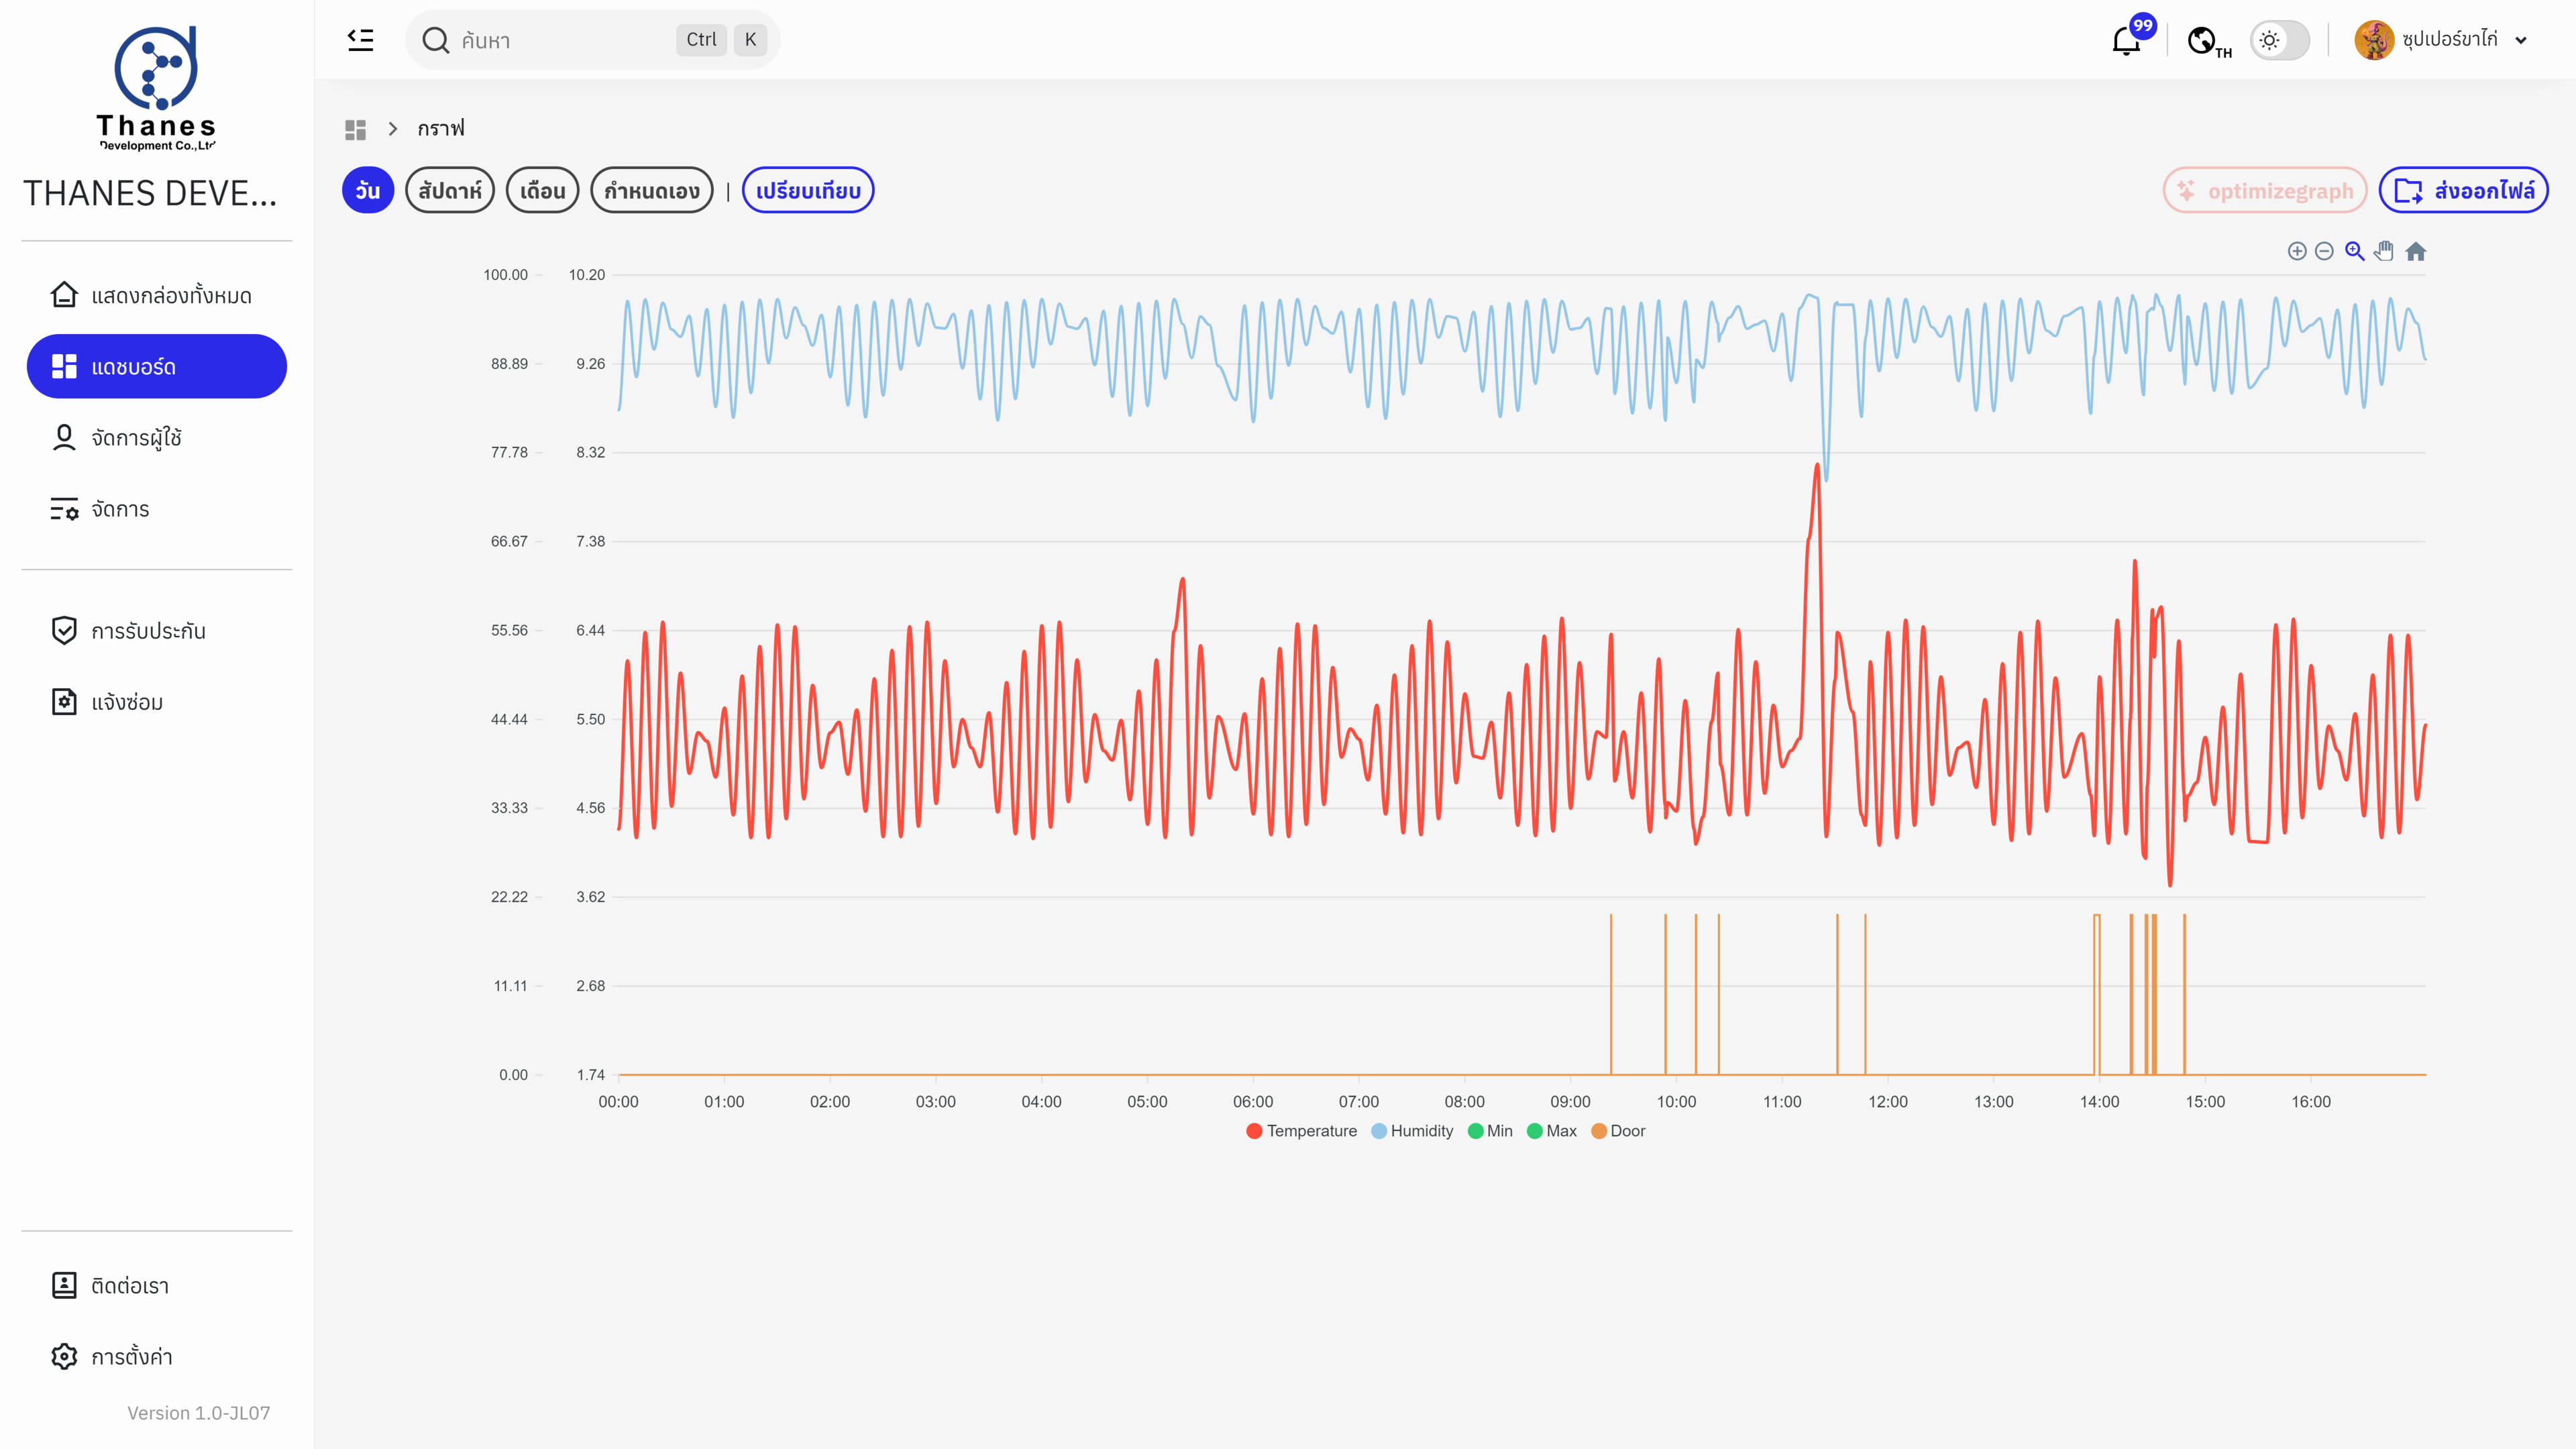 Thanes
Development Co.,Ltd
THANES DEVE...
แสดงกล่องทั้งหมด
แดชบอร์ด
จัดการผู้ใช้
จัดการ
การรับประกัน
แจ้งซ่อม
ติดต่อเรา
การตั้งค่า
Version 1.0-JL07
ค้นหา Ctrl K
99 TH ซุปเปอร์ขาไก่
กราฟ
วัน สัปดาห์ เดือน กำหนดเอง | เปรียบเทียบ optimizegraph ส่งออกไฟล์
100.00 10.20
88.89 9.26
77.78 8.32
66.67 7.38
55.56 6.44
44.44 5.50
33.33 4.56
22.22 3.62
11.11 2.68
0.00 1.74
00:00 01:00 02:00 03:00 04:00 05:00 06:00 07:00 08:00 09:00 10:00 11:00 12:00 13:00 14:00 15:00 16:00
Temperature Humidity Min Max Door